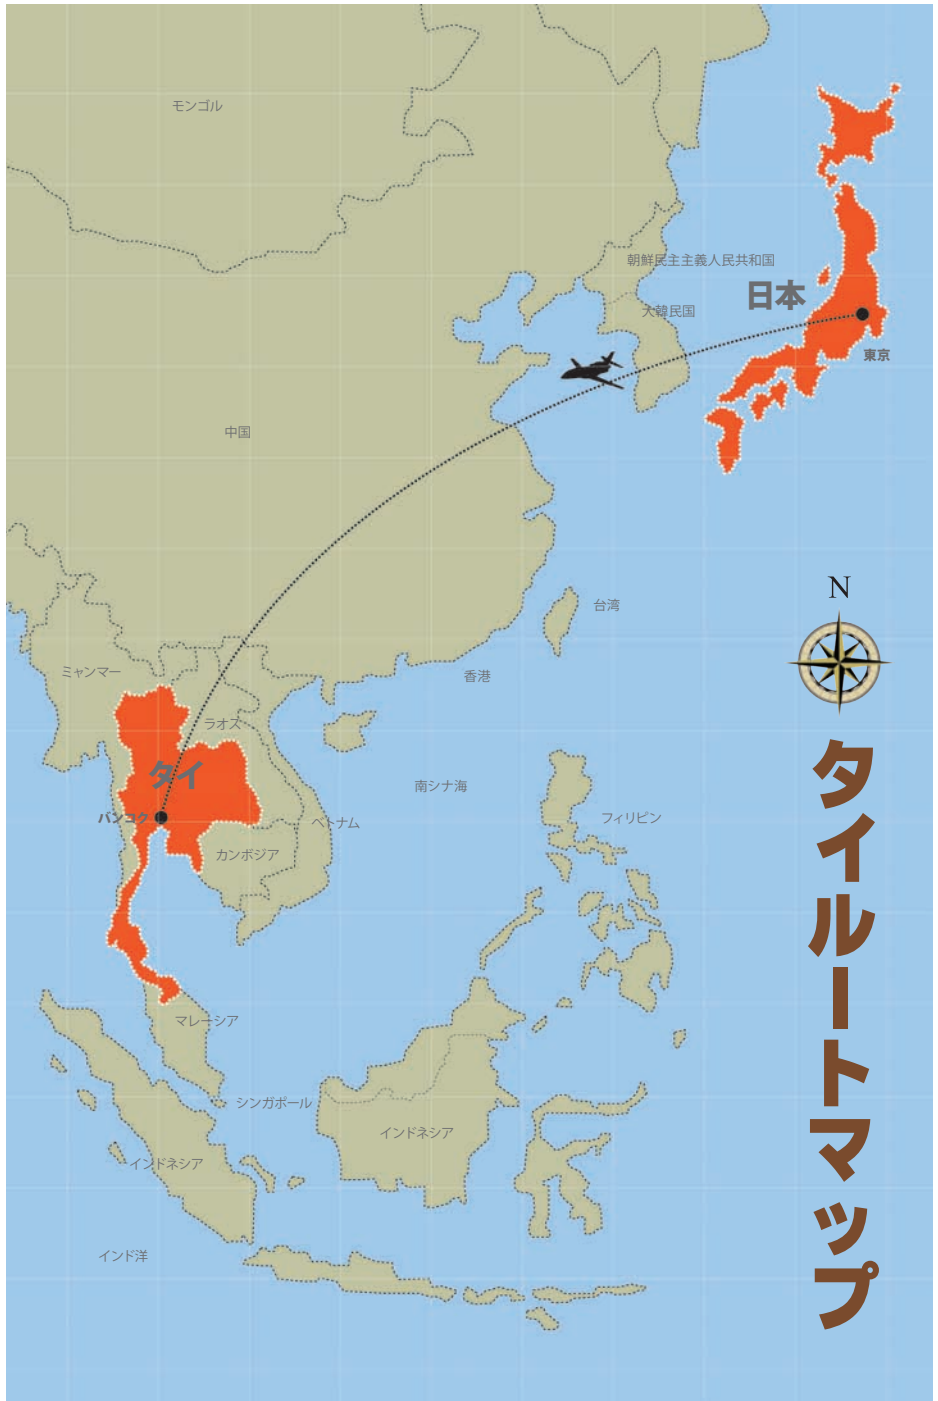 モンゴル
朝鮮民主主義人民共和国
日本
大韓民国
東京
中国
N
台湾
ミャンマー
香港
ラオス
タイ
南シナ海
バンコク
ベトナム
フィリピン
カンボジア
マレーシア
シンガポール
インドネシア
インドネシア
インド洋
タイルートマップ